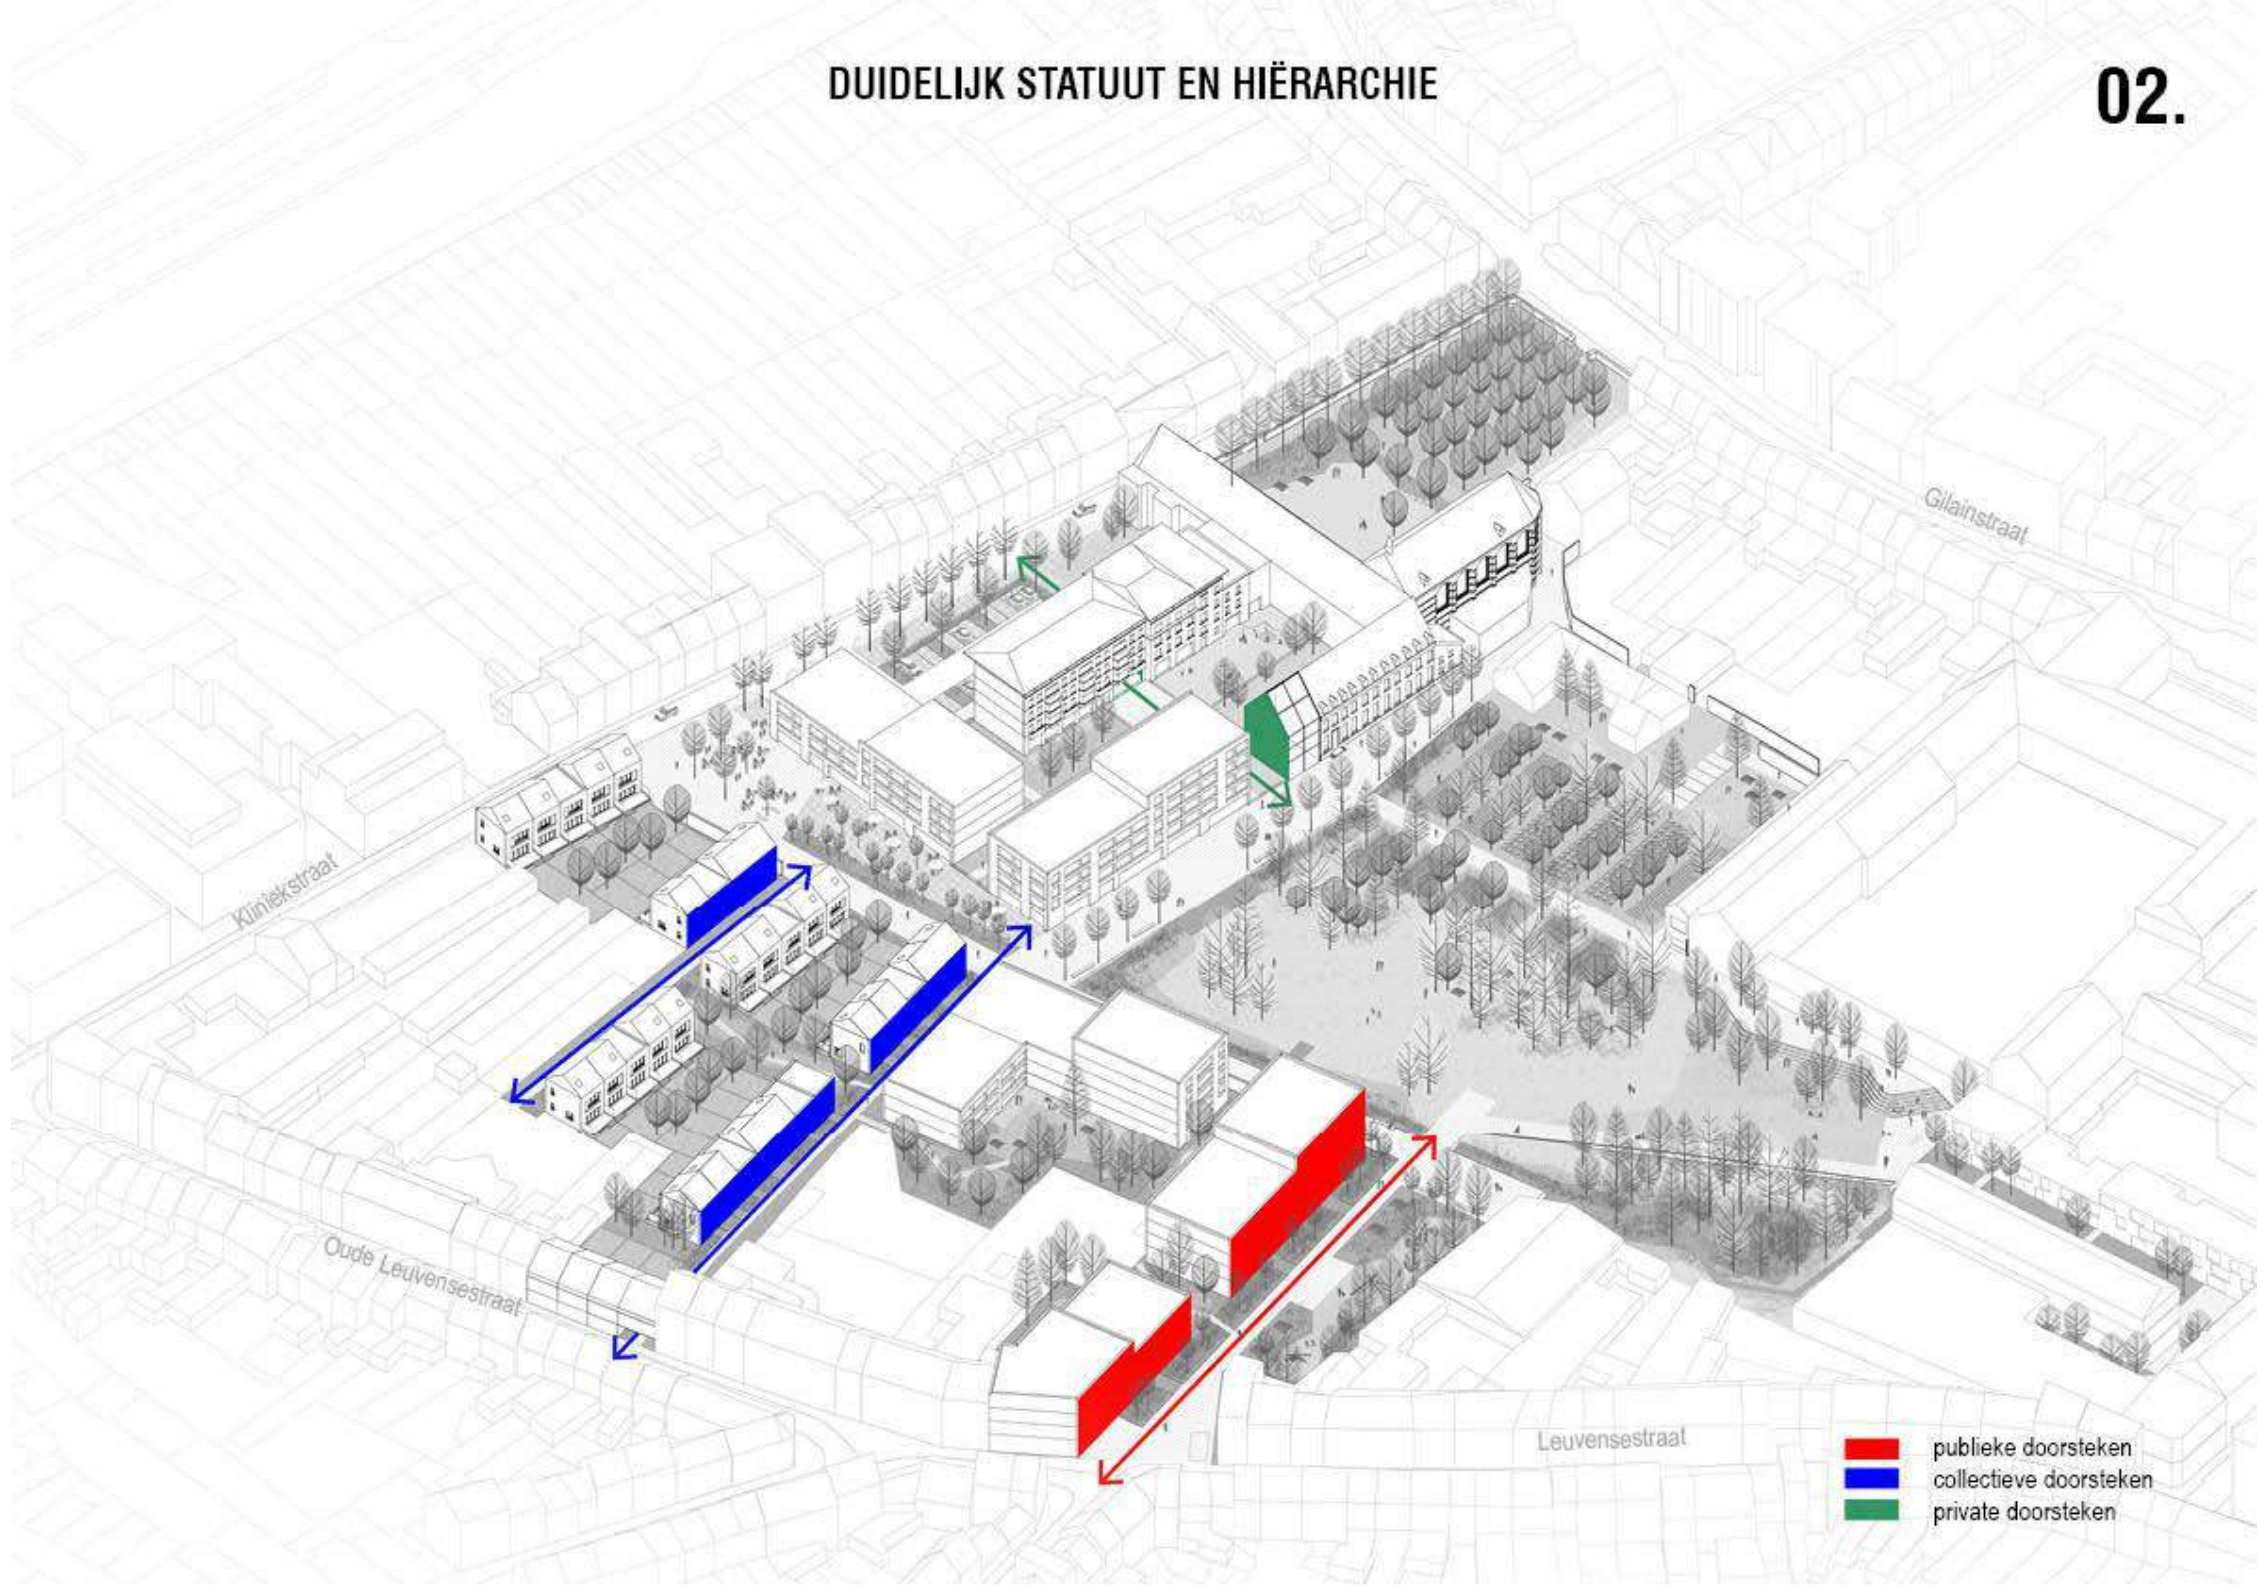 DUIDELIJK STATUUT EN HIËRARCHIE
02.
Gilainstraat
Kliniekstraat
Oude Leuvensestraat
Leuvensestraat
publieke doorsteken
collectieve doorsteken
private doorsteken